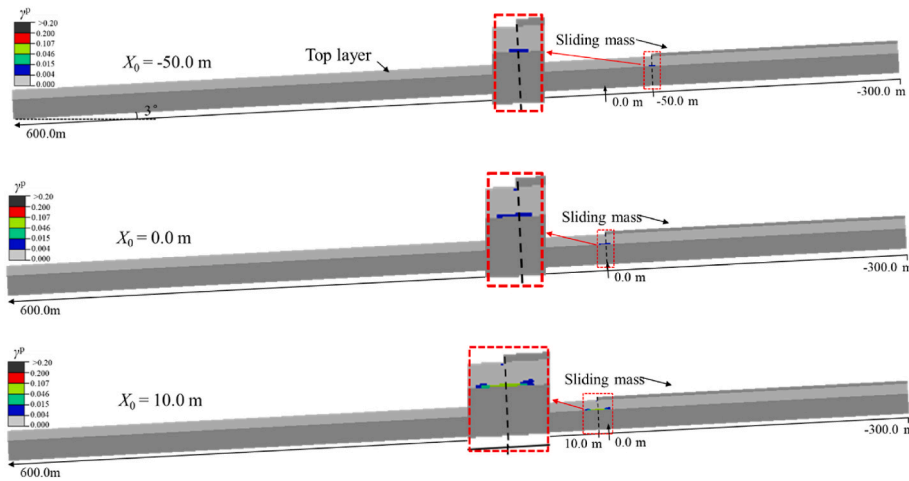 γᵖ
>0.20
0.200
0.107
0.046
0.015
0.004
0.000
X₀ = -50.0 m
Top layer
Sliding mass
0.0 m
-50.0 m
-300.0m
3°
600.0m
γᵖ
>0.20
0.200
0.107
0.046
0.015
0.004
0.000
X₀ = 0.0 m
Sliding mass
0.0 m
-300.0m
600.0m
γᵖ
>0.20
0.200
0.107
0.046
0.015
0.004
0.000
X₀ = 10.0 m
Sliding mass
10.0 m
0.0 m
-300.0m
600.0m